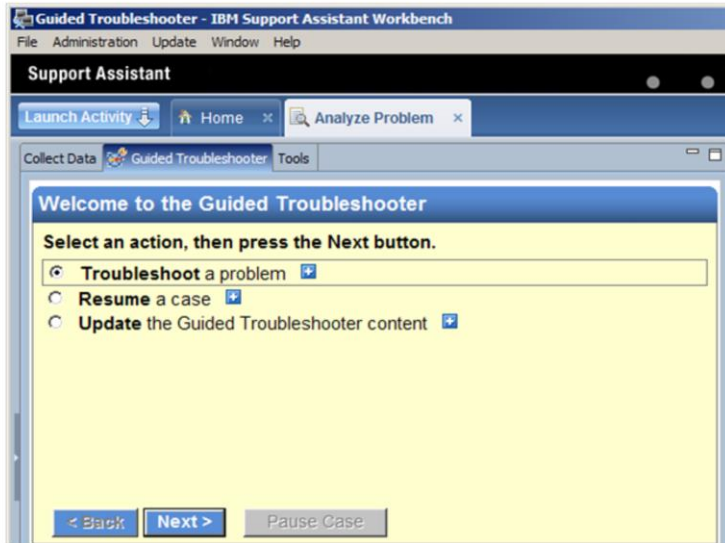 Guided Troubleshooter - IBM Support Assistant Workbench
File Administration Update Window Help
Support Assistant
Launch Activity Home Analyze Problem
Collect Data Guided Troubleshooter Tools
Welcome to the Guided Troubleshooter
Select an action, then press the Next button.
Troubleshoot a problem
Resume a case
Update the Guided Troubleshooter content
< Back Next > Pause Case